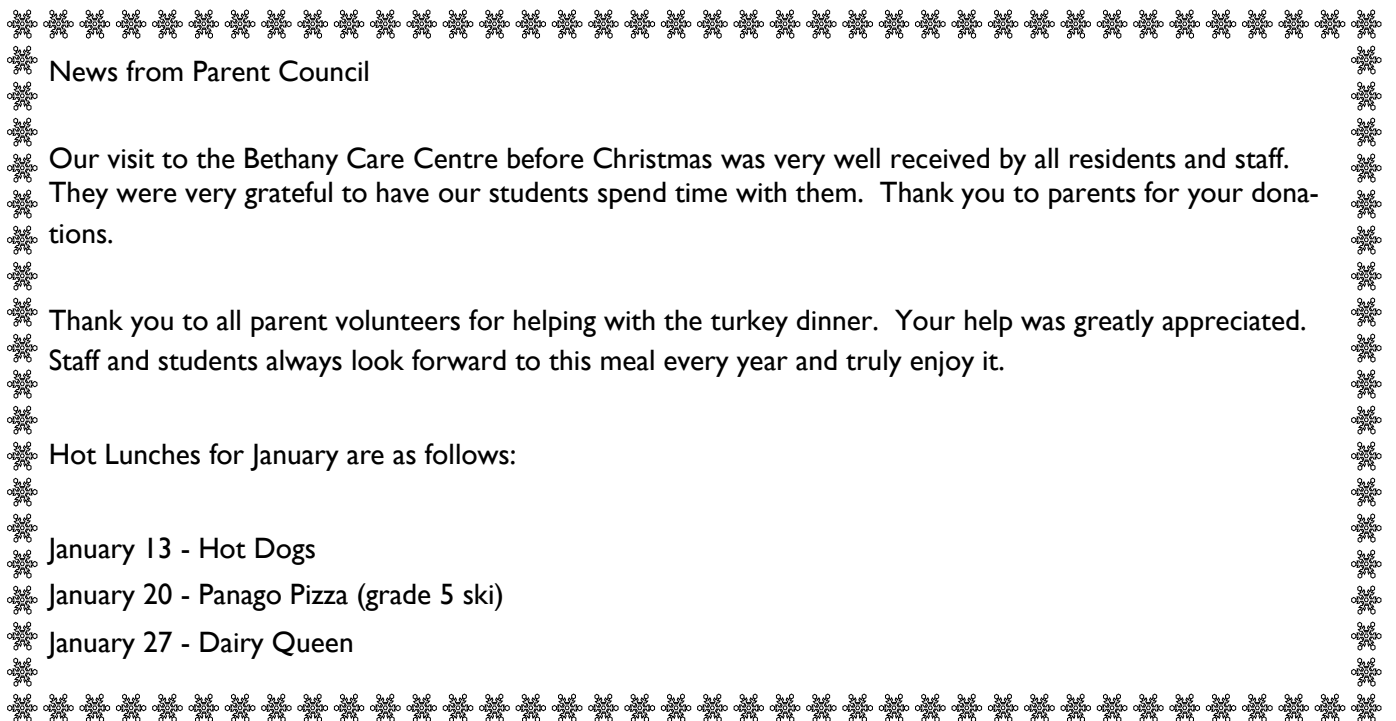 News from Parent Council
Our visit to the Bethany Care Centre before Christmas was very well received by all residents and staff.
They were very grateful to have our students spend time with them.  Thank you to parents for your dona-
tions.
Thank you to all parent volunteers for helping with the turkey dinner.  Your help was greatly appreciated.
Staff and students always look forward to this meal every year and truly enjoy it.
Hot Lunches for January are as follows:
January 13 - Hot Dogs
January 20 - Panago Pizza (grade 5 ski)
January 27 - Dairy Queen